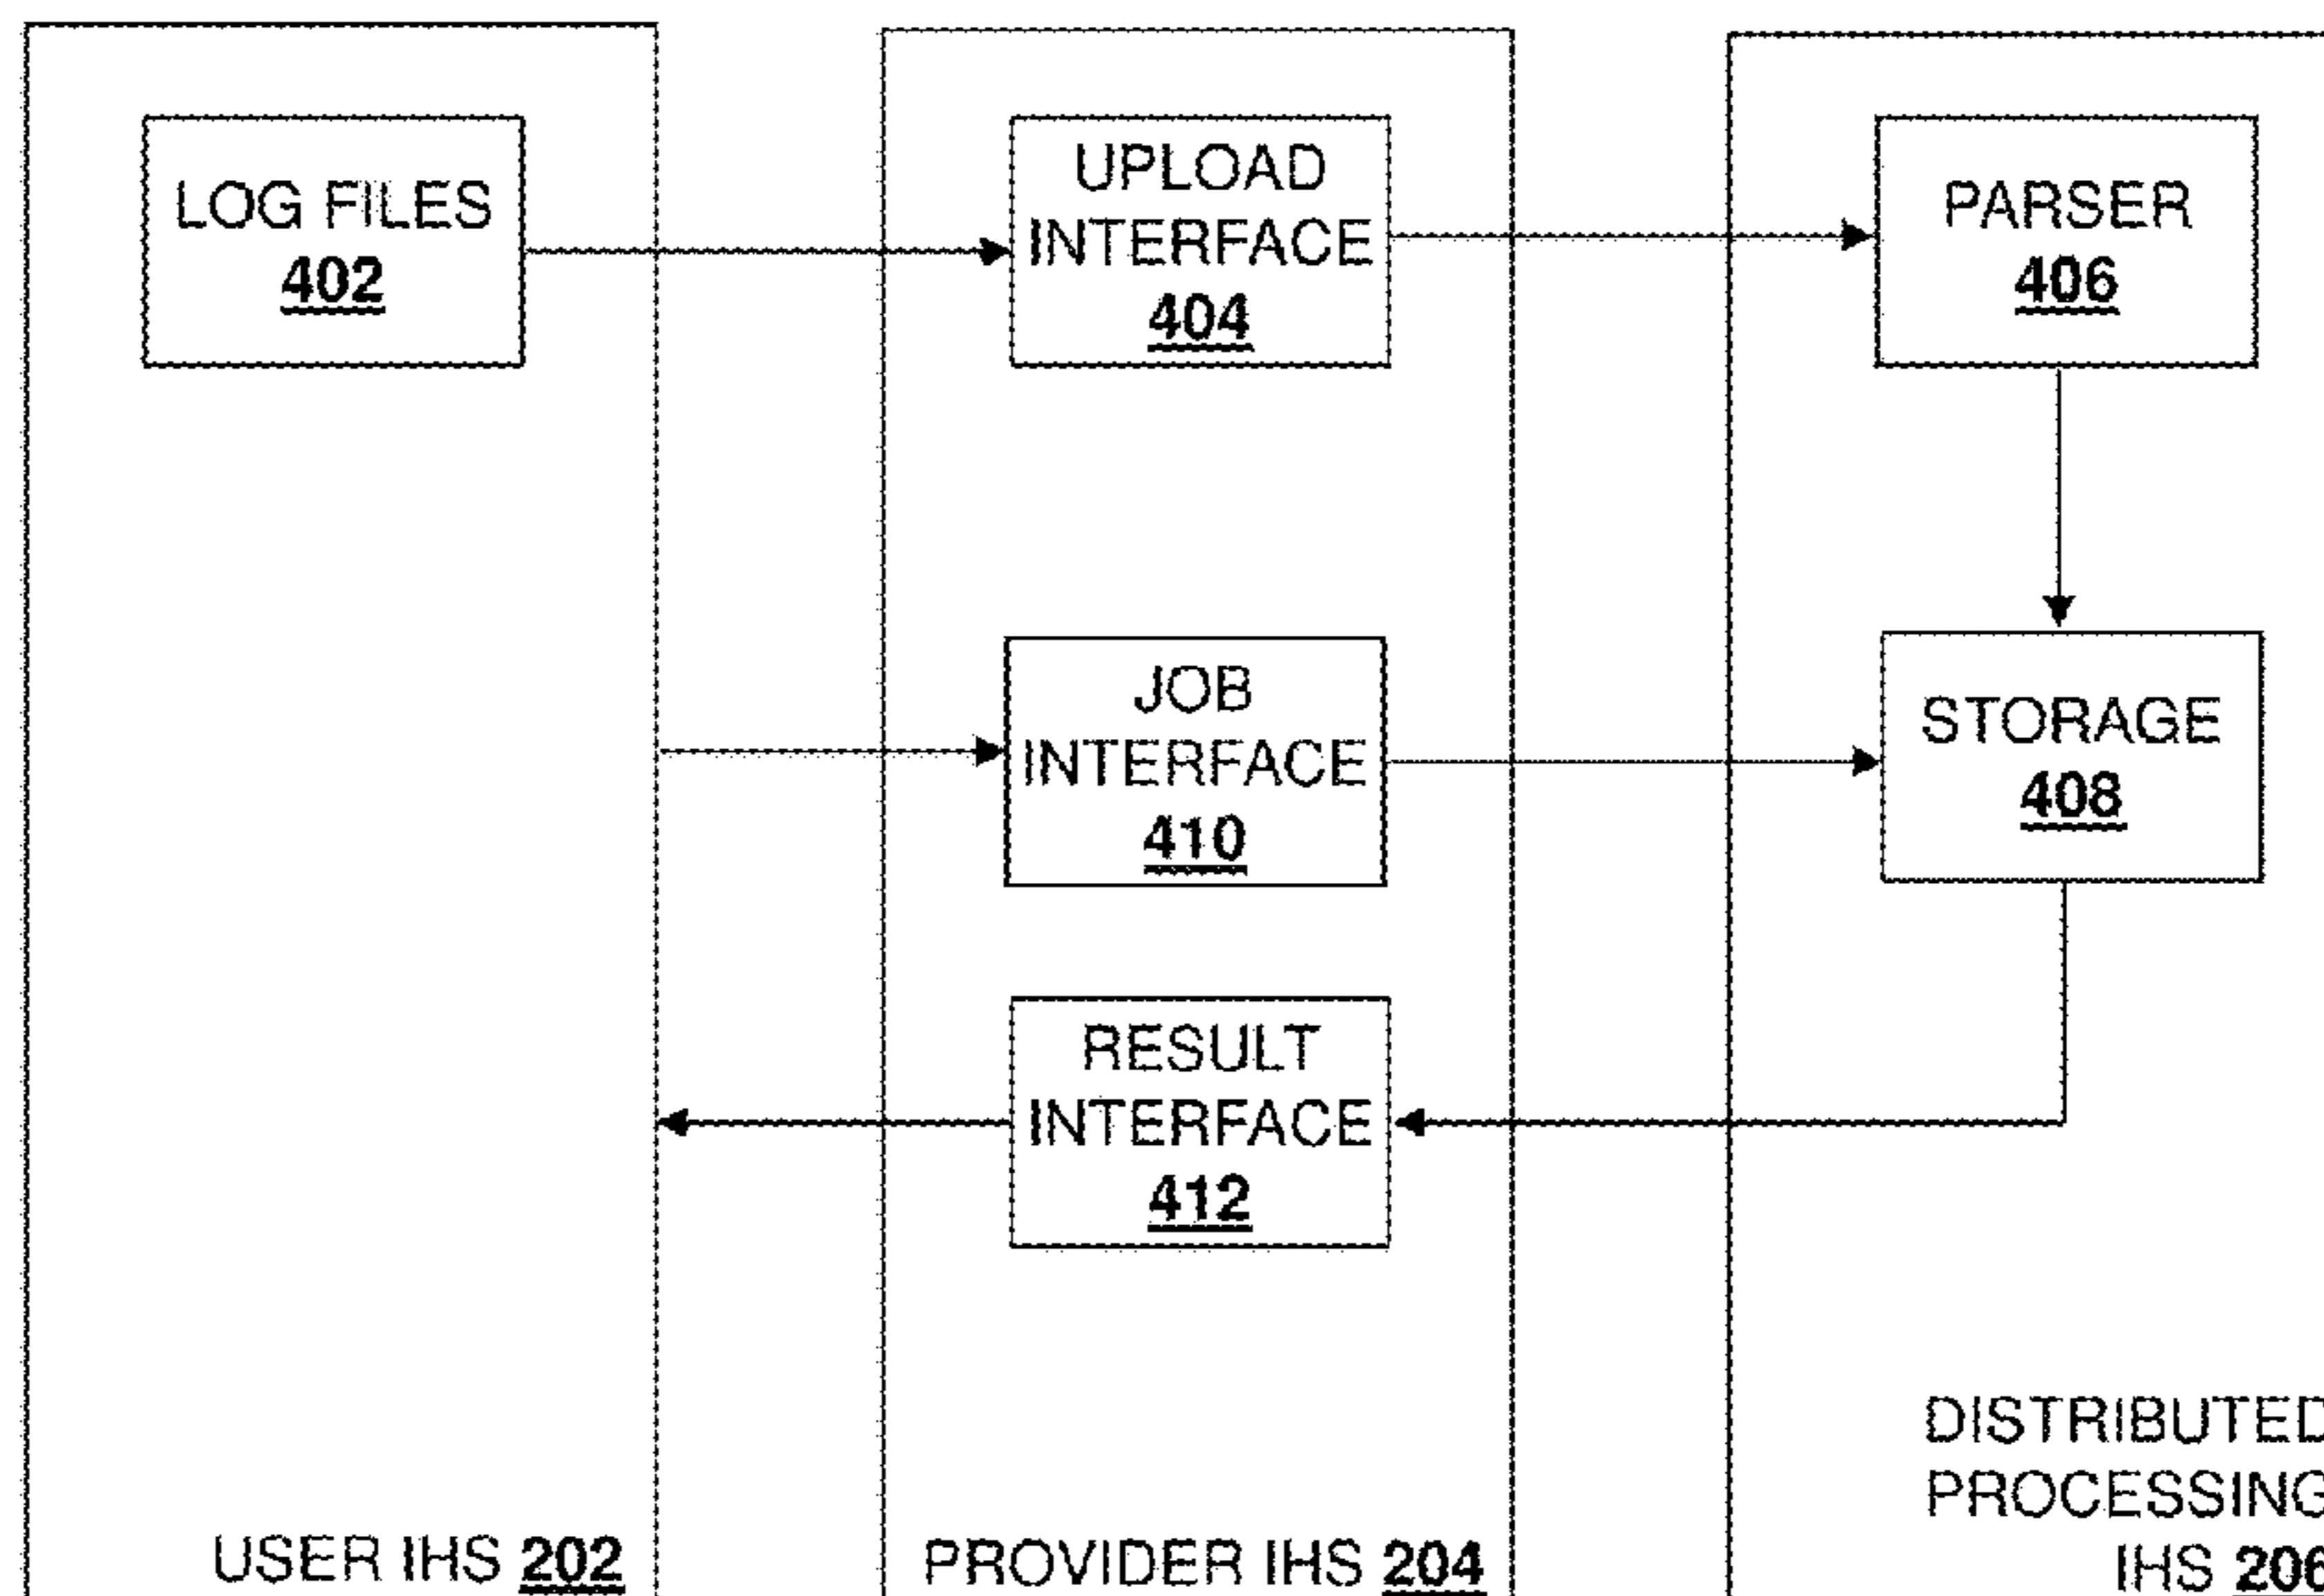 LOG FILES
402
UPLOAD
INTERFACE
404
PARSER
406
JOB
INTERFACE
410
STORAGE
408
RESULT
INTERFACE
412
USER IHS 202
PROVIDER IHS 204
DISTRIBUTED
PROCESSING
IHS 206